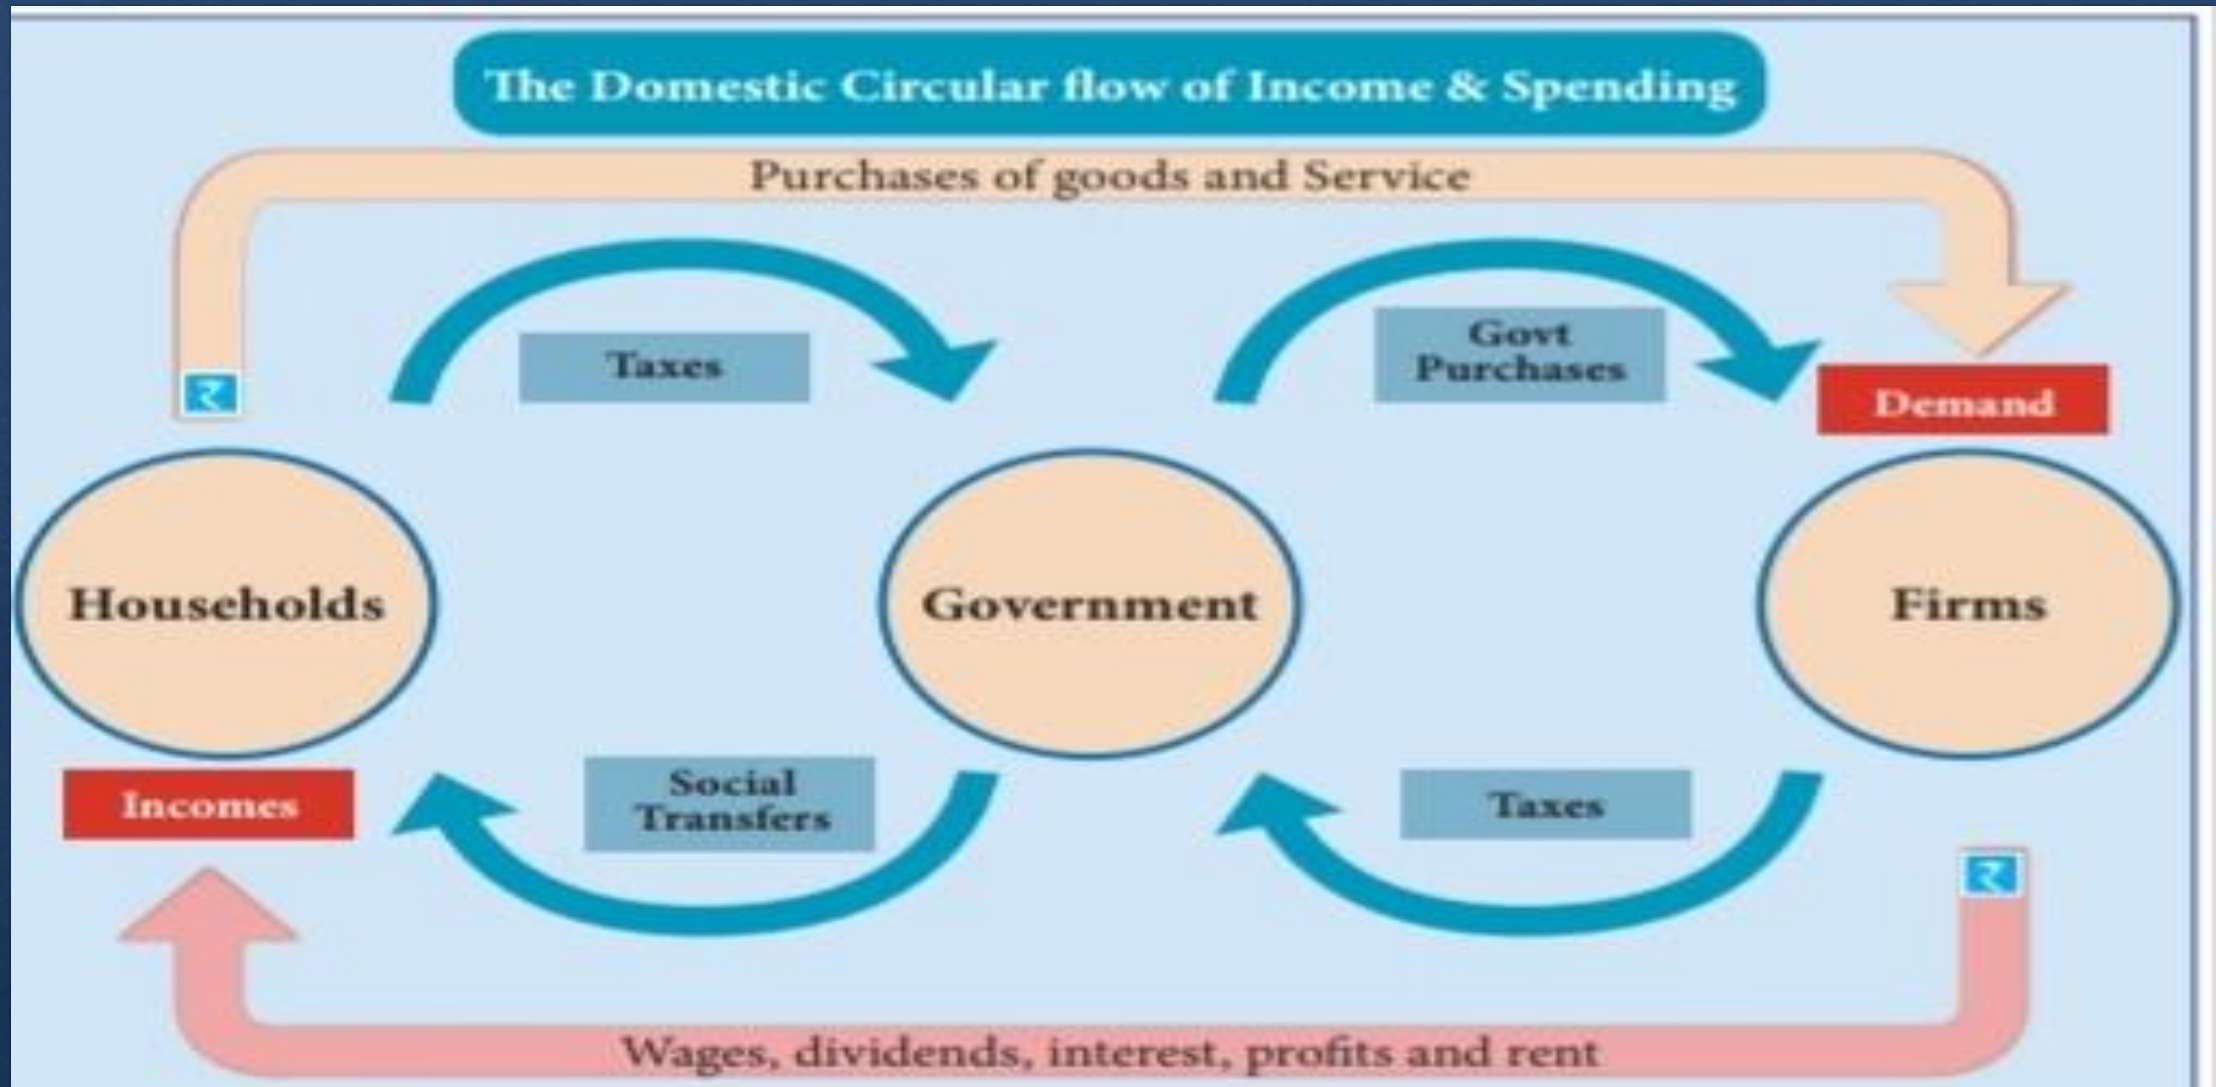 The Domestic Circular flow of Income & Spending
Purchases of goods and Service
Taxes
Govt
Purchases
₹
Demand
Households
Government
Firms
Incomes
Social
Transfers
Taxes
₹
Wages, dividends, interest, profits and rent